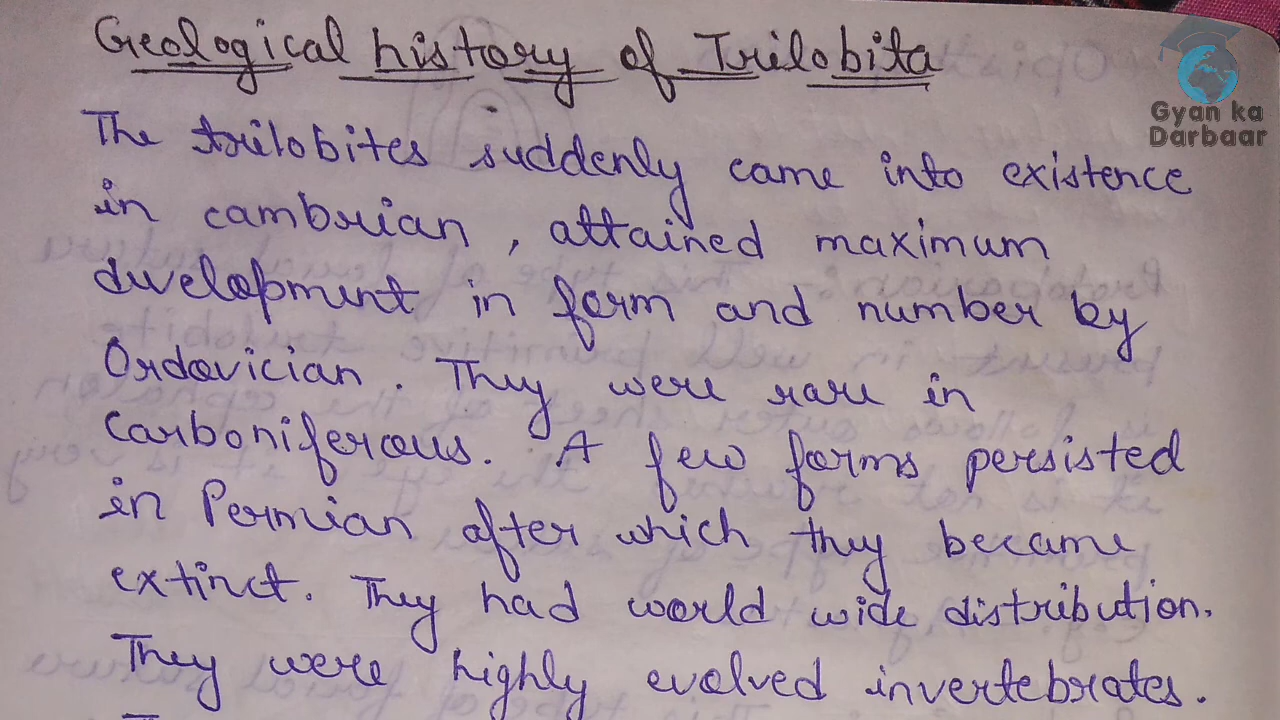 Geological history of Trilobita
Gyan ka
Darbaar
The trilobites suddenly came into existence
in cambrian, attained maximum
development in form and number by
Ordovician. They were rare in
Carboniferous. A few forms persisted
in Permian after which they became
extinct. They had world wide distribution.
They were highly evolved invertebrates.